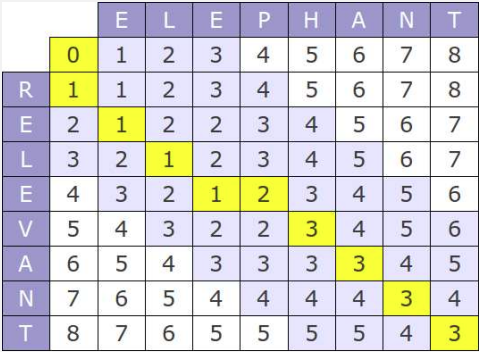 E L E P H A N T
0 1 2 3 4 5 6 7 8
R 1 1 2 3 4 5 6 7 8
E 2 1 2 2 3 4 5 6 7
L 3 2 1 2 3 4 5 6 7
E 4 3 2 1 2 3 4 5 6
V 5 4 3 2 2 3 4 5 6
A 6 5 4 3 3 3 3 4 5
N 7 6 5 4 4 4 4 3 4
T 8 7 6 5 5 5 5 4 3